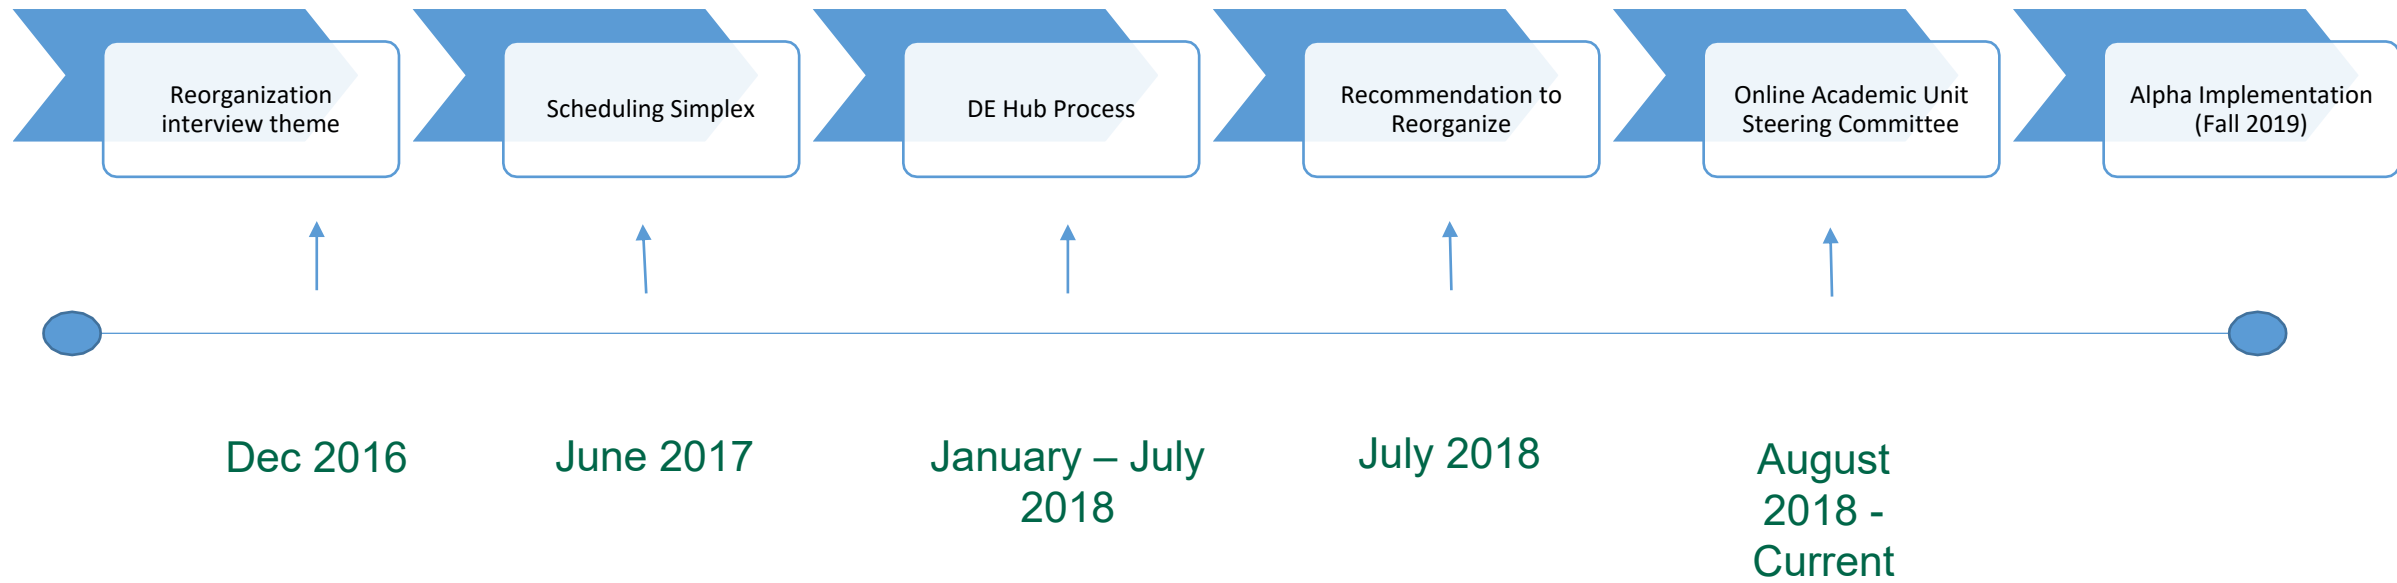 Reorganization
interview theme
Scheduling Simplex
DE Hub Process
Recommendation to
Reorganize
Online Academic Unit
Steering Committee
Alpha Implementation
(Fall 2019)
Dec 2016
June 2017
January – July
2018
July 2018
August
2018 -
Current